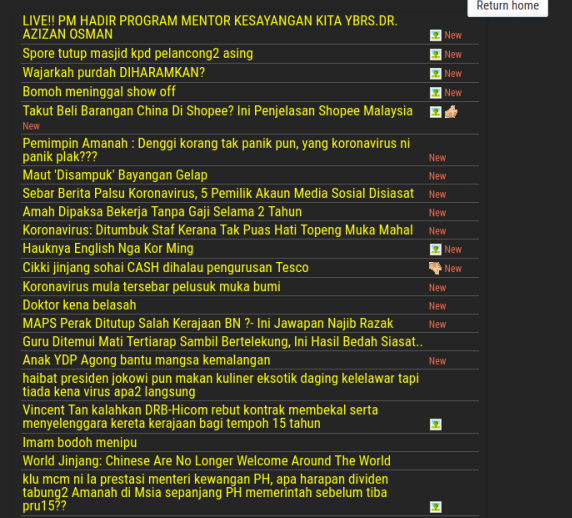 Return home
LIVE!! PM HADIR PROGRAM MENTOR KESAYANGAN KITA YBRS.DR.
AZIZAN OSMAN New
Spore tutup masjid kpd pelancong2 asing New
Wajarkah purdah DIHARAMKAN? New
Bomoh meninggal show off New
Takut Beli Barangan China Di Shopee? Ini Penjelasan Shopee Malaysia
New
Pemimpin Amanah : Denggi korang tak panik pun, yang koronavirus ni
panik plak??? New
Maut 'Disampuk' Bayangan Gelap New
Sebar Berita Palsu Koronavirus, 5 Pemilik Akaun Media Sosial Disiasat New
Amah Dipaksa Bekerja Tanpa Gaji Selama 2 Tahun New
Koronavirus: Ditumbuk Staf Kerana Tak Puas Hati Topeng Muka Mahal New
Hauknya English Nga Kor Ming New
Cikki jinjang sohai CASH dihalau pengurusan Tesco New
Koronavirus mula tersebar pelusuk muka bumi New
Doktor kena belasah New
MAPS Perak Ditutup Salah Kerajaan BN ?- Ini Jawapan Najib Razak New
Guru Ditemui Mati Tertiarap Sambil Bertelekung, Ini Hasil Bedah Siasat..
Anak YDP Agong bantu mangsa kemalangan New
haibat presiden jokowi pun makan kuliner eksotik daging kelelawar tapi
tiada kena virus apa2 langsung
Vincent Tan kalahkan DRB-Hicom rebut kontrak membekal serta
menyelenggara kereta kerajaan bagi tempoh 15 tahun
Imam bodoh menipu
World Jinjang: Chinese Are No Longer Welcome Around The World
klu mcm ni la prestasi menteri kewangan PH, apa harapan dividen
tabung2 Amanah di Msia sepanjang PH memerintah sebelum tiba
pru15??